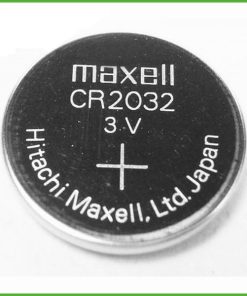 maxell
CR2032
3 V
+
Hitachi Maxell, Ltd. Japan